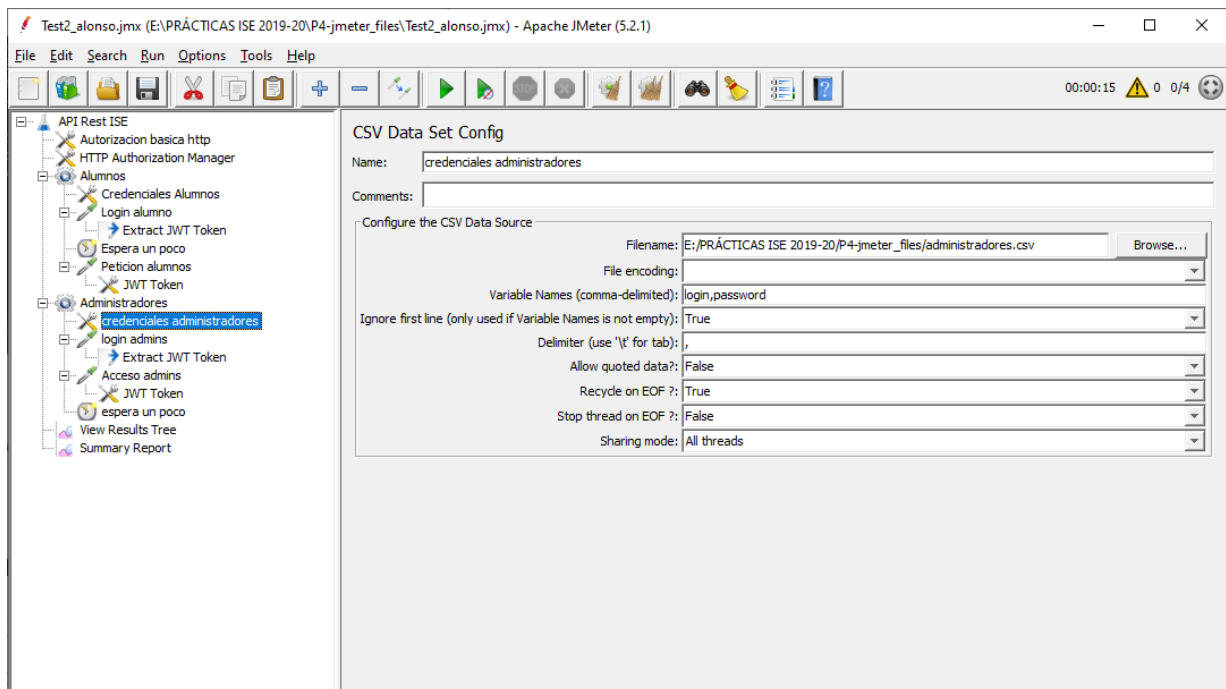 Test2_alonso.jmx (E:\PRÁCTICAS ISE 2019-20\P4-jmeter_files\Test2_alonso.jmx) - Apache JMeter (5.2.1)
File Edit Search Run Options Tools Help
STOP
00:00:15 0 0/4
API Rest ISE
Autorizacion basica http
HTTP Authorization Manager
Alumnos
Credenciales Alumnos
Login alumno
Extract JWT Token
Espera un poco
Peticion alumnos
JWT Token
Administradores
credenciales administradores
login admins
Extract JWT Token
Acceso admins
JWT Token
espera un poco
View Results Tree
Summary Report
CSV Data Set Config
Name: credenciales administradores
Comments:
Configure the CSV Data Source
Filename: E:/PRÁCTICAS ISE 2019-20/P4-jmeter_files/administradores.csv Browse...
File encoding:
Variable Names (comma-delimited): login,password
Ignore first line (only used if Variable Names is not empty): True
Delimiter (use '\t' for tab): ,
Allow quoted data?: False
Recycle on EOF ?: True
Stop thread on EOF ?: False
Sharing mode: All threads